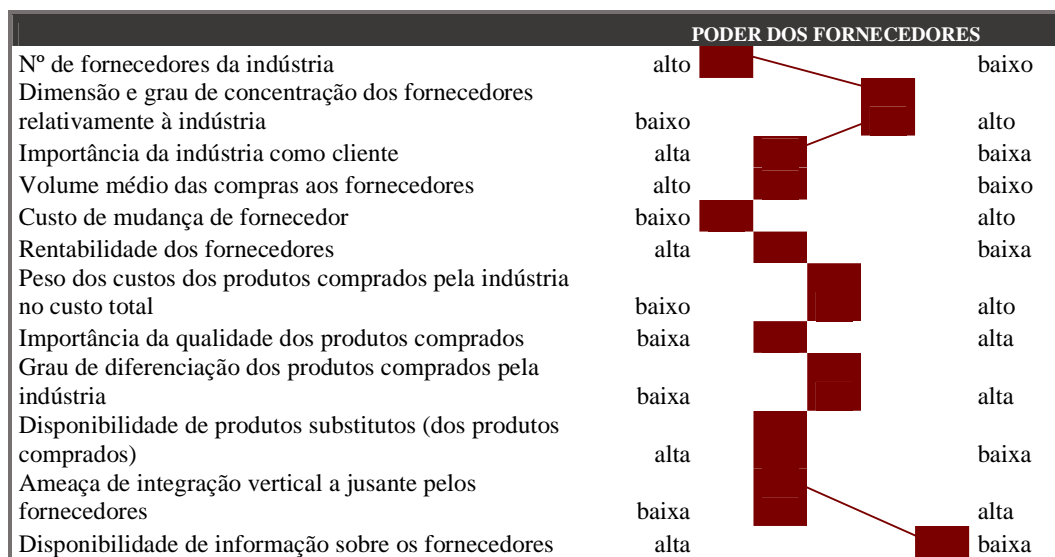 PODER DOS FORNECEDORES
Nº de fornecedores da indústria alto baixo
Dimensão e grau de concentração dos fornecedores
relativamente à indústria baixo alto
Importância da indústria como cliente alta baixa
Volume médio das compras aos fornecedores alto baixo
Custo de mudança de fornecedor baixo alto
Rentabilidade dos fornecedores alta baixa
Peso dos custos dos produtos comprados pela indústria
no custo total baixo alto
Importância da qualidade dos produtos comprados baixa alta
Grau de diferenciação dos produtos comprados pela
indústria baixa alta
Disponibilidade de produtos substitutos (dos produtos
comprados) alta baixa
Ameaça de integração vertical a jusante pelos
fornecedores baixa alta
Disponibilidade de informação sobre os fornecedores alta baixa